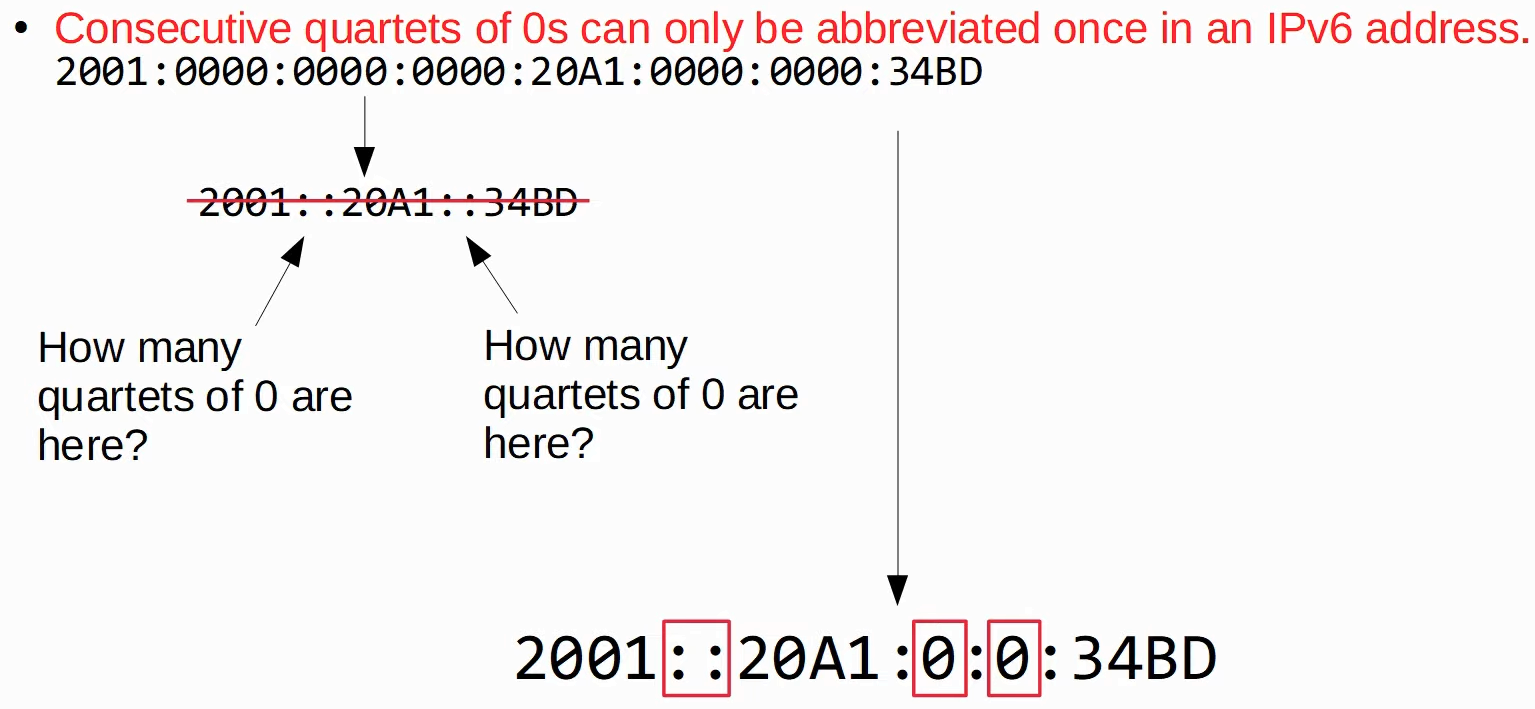 • Consecutive quartets of 0s can only be abbreviated once in an IPv6 address.
2001:0000:0000:0000:20A1:0000:0000:34BD
2001::20A1::34BD
How many
quartets of 0 are
here?
How many
quartets of 0 are
here?
2001::20A1:0:0:34BD